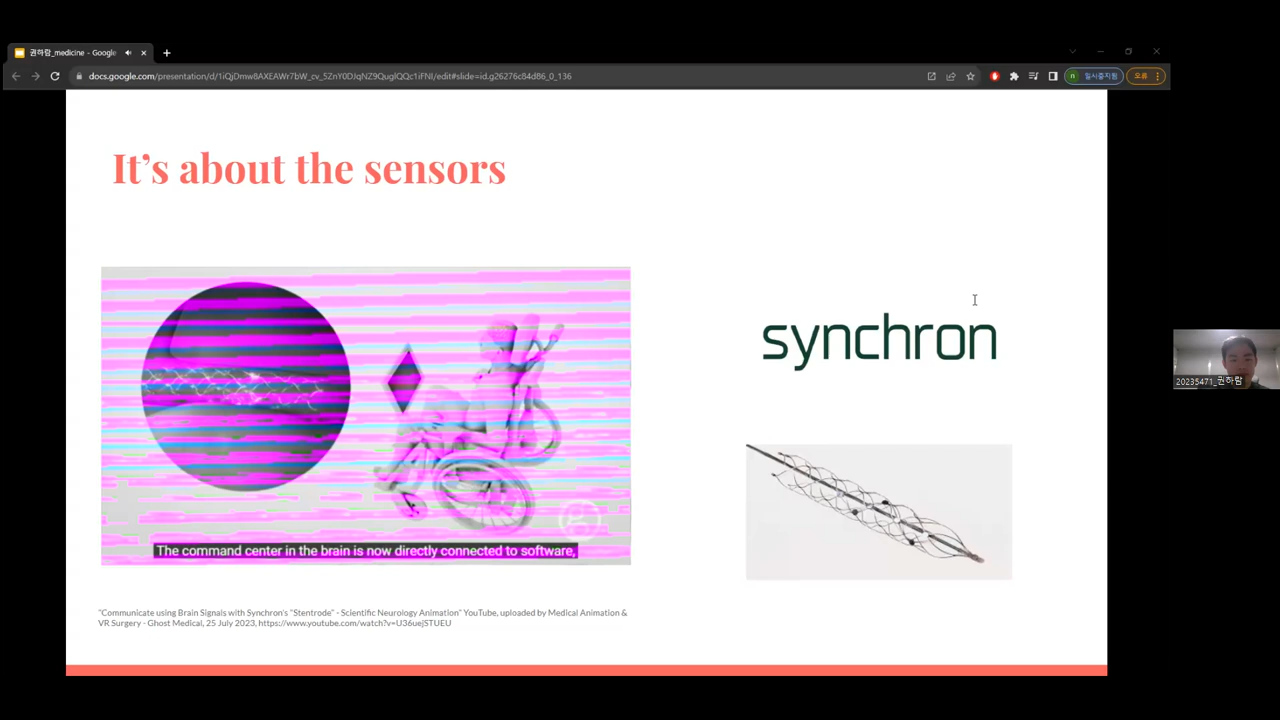 권하람_medicine - Google
docs.google.com/presentation/d/1iQjDmw8AXEAWr7bW_cv_5ZnY0DJqNZ9QuglQQc1iFNI/edit#slide=id.g26276c84d86_0_136
n 일시중지됨
오류
It's about the sensors
The command center in the brain is now directly connected to software,
synchron
"Communicate using Brain Signals with Synchron's "Stentrode" - Scientific Neurology Animation" YouTube, uploaded by Medical Animation &
VR Surgery - Ghost Medical, 25 July 2023, https://www.youtube.com/watch?v=U36uejSTUEU
20235471_권하람